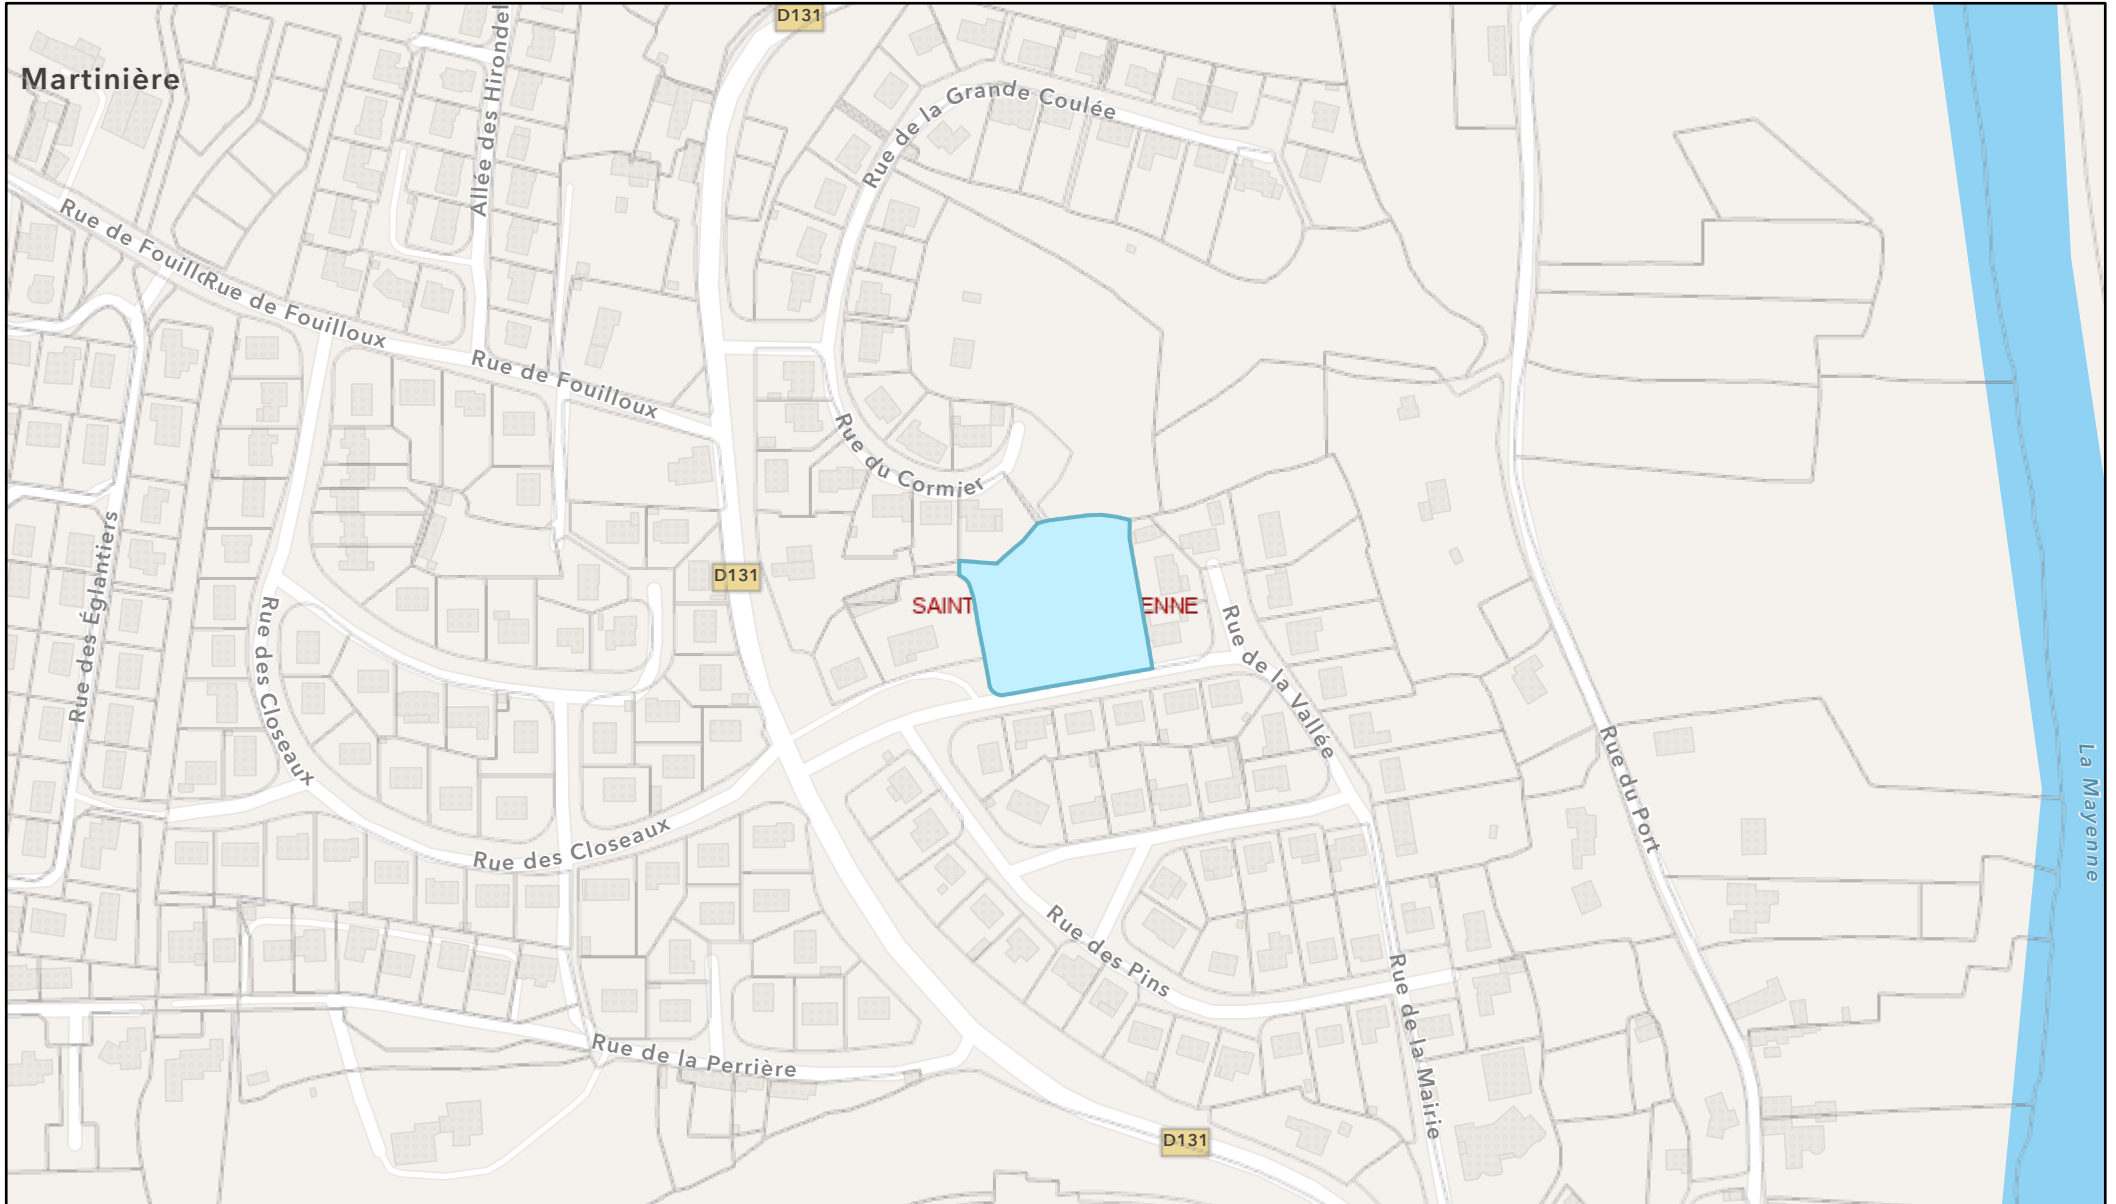 D131
Martinière
Allée des Hirondel
Rue de la Grande Coulée
Rue de Fouill
Rue de Fouilloux
Rue de Fouilloux
Rue du Cormier
Rue des Églantiers
D131
SAINT
ENNE
Rue des Closeaux
Rue de la Vallée
Rue du Port
La Mayenne
Rue des Closeaux
Rue des Pins
Rue de la Mairie
Rue de la Perrière
D131